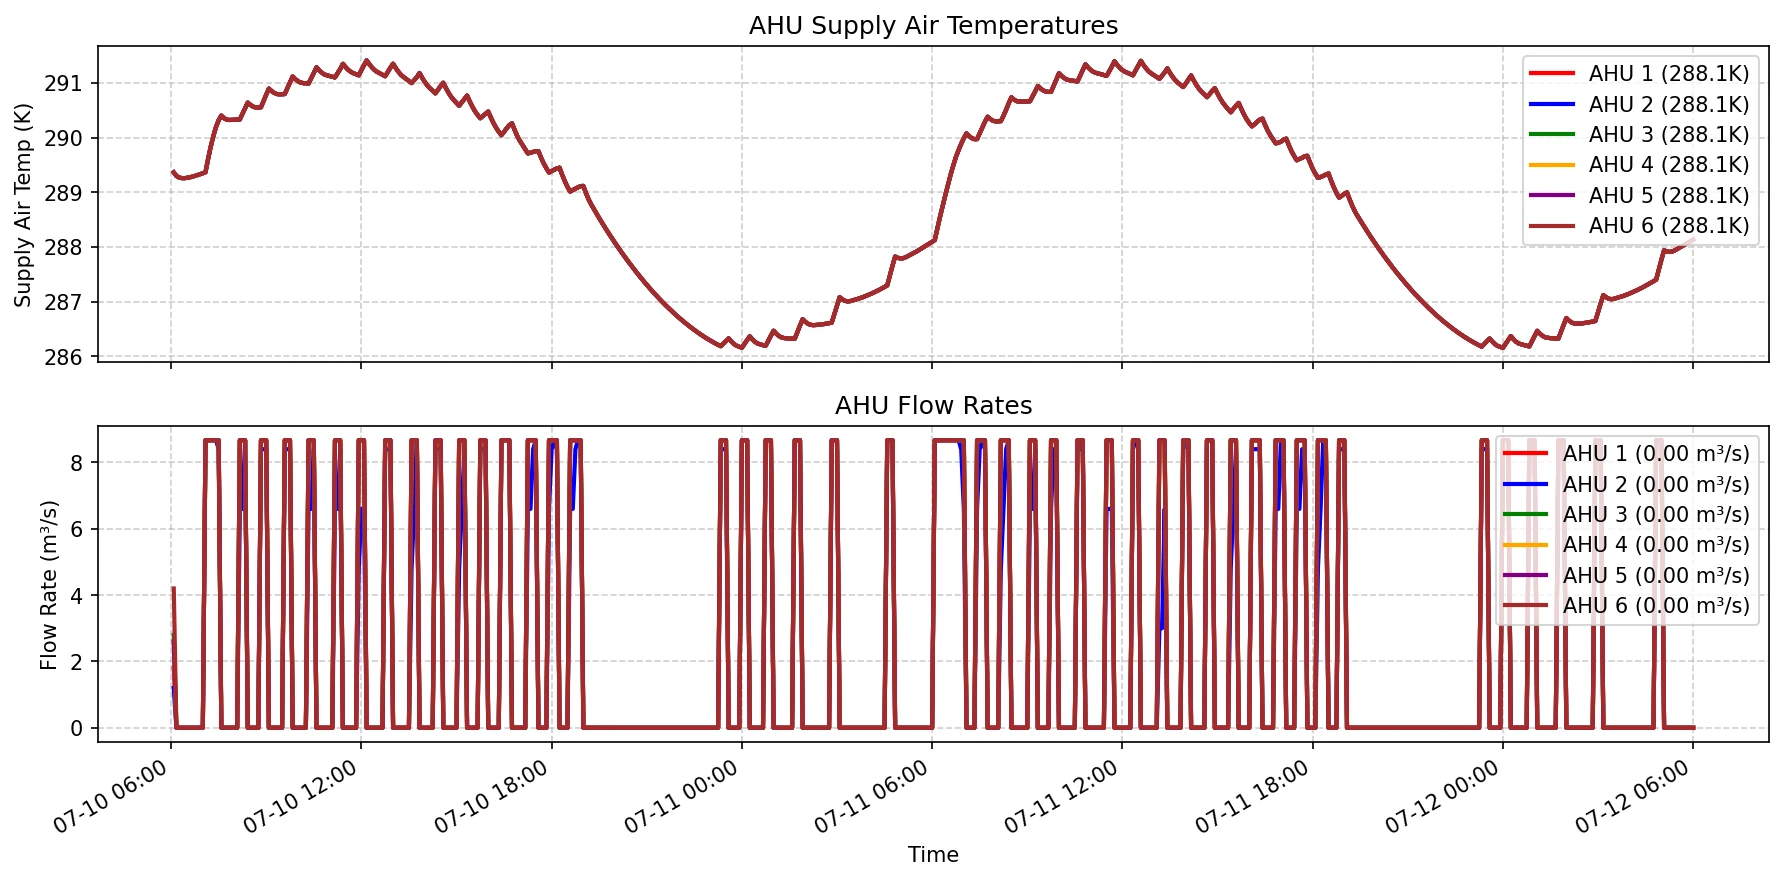 AHU Supply Air Temperatures
Supply Air Temp (K)
291
290
289
288
287
286
AHU 1 (288.1K)
AHU 2 (288.1K)
AHU 3 (288.1K)
AHU 4 (288.1K)
AHU 5 (288.1K)
AHU 6 (288.1K)
AHU Flow Rates
Flow Rate (m³/s)
8
6
4
2
0
AHU 1 (0.00 m³/s)
AHU 2 (0.00 m³/s)
AHU 3 (0.00 m³/s)
AHU 4 (0.00 m³/s)
AHU 5 (0.00 m³/s)
AHU 6 (0.00 m³/s)
07-10 06:00
07-10 12:00
07-10 18:00
07-11 00:00
07-11 06:00
07-11 12:00
07-11 18:00
07-12 00:00
07-12 06:00
Time